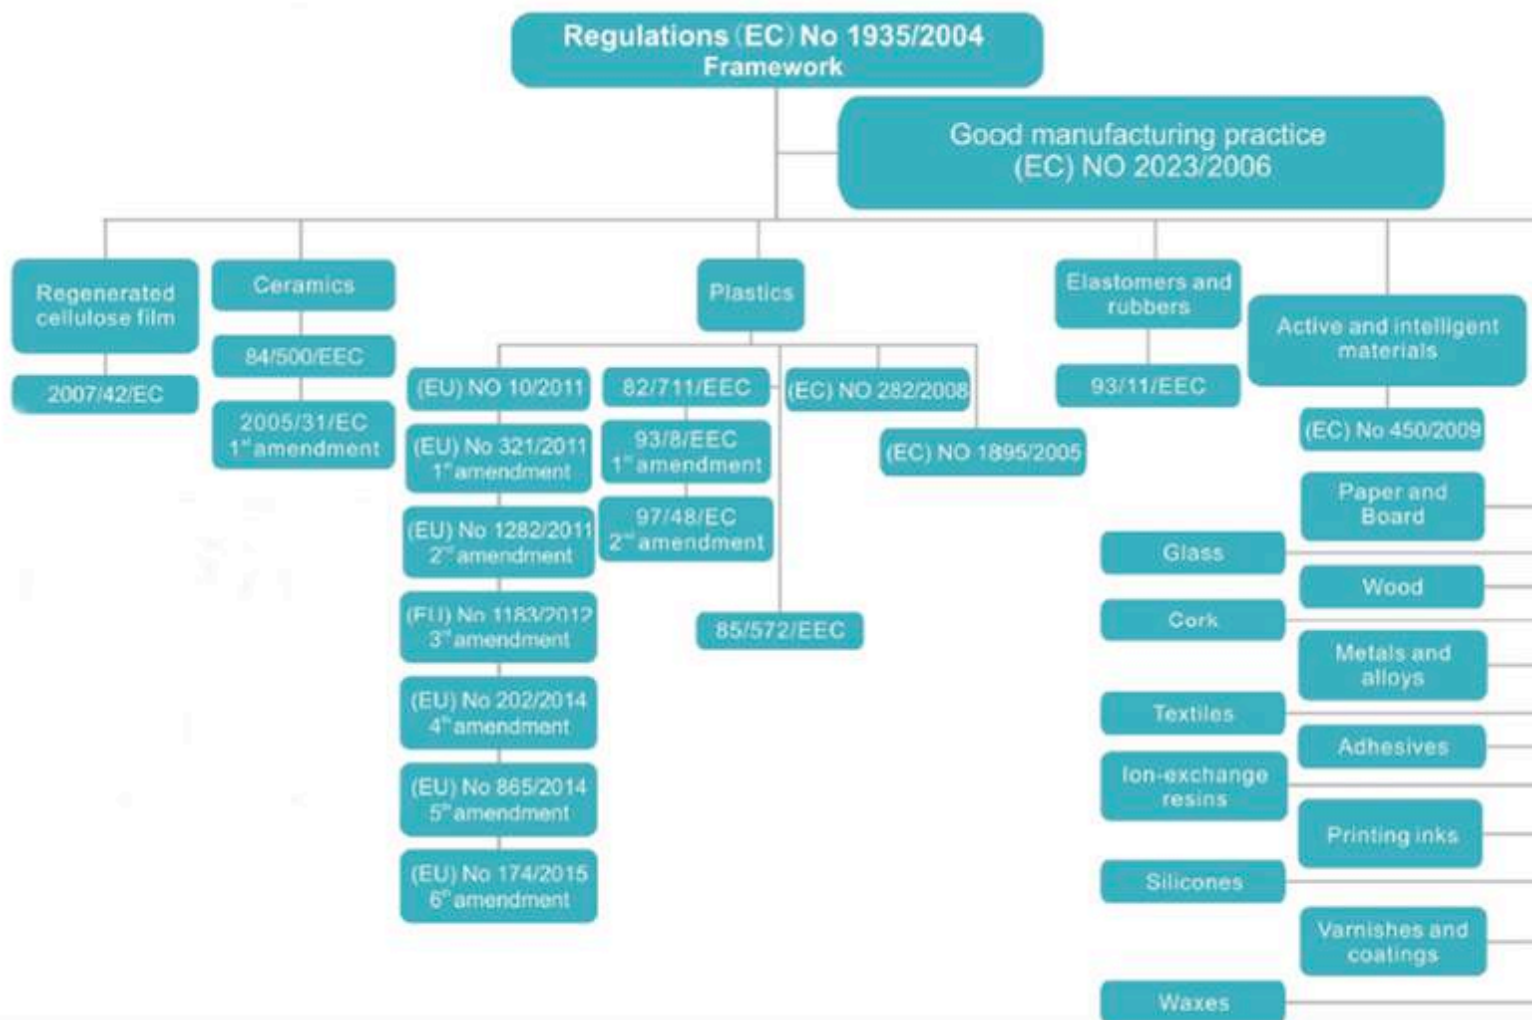 Regulations (EC) No 1935/2004
Framework
Good manufacturing practice
(EC) NO 2023/2006
Regenerated
cellulose film
2007/42/EC
Ceramics
84/500/EEC
2005/31/EC
1st amendment
Plastics
(EU) NO 10/2011
(EU) No 321/2011
1st amendment
(EU) No 1282/2011
2nd amendment
(EU) No 1183/2012
3rd amendment
(EU) No 202/2014
4th amendment
(EU) No 865/2014
5th amendment
(EU) No 174/2015
6th amendment
82/711/EEC
93/8/EEC
1st amendment
97/48/EC
2nd amendment
85/572/EEC
(EC) NO 282/2008
(EC) NO 1895/2005
Elastomers and
rubbers
93/11/EEC
Active and intelligent
materials
(EC) No 450/2009
Paper and
Board
Glass
Wood
Cork
Metals and
alloys
Textiles
Adhesives
Ion-exchange
resins
Printing inks
Silicones
Varnishes and
coatings
Waxes